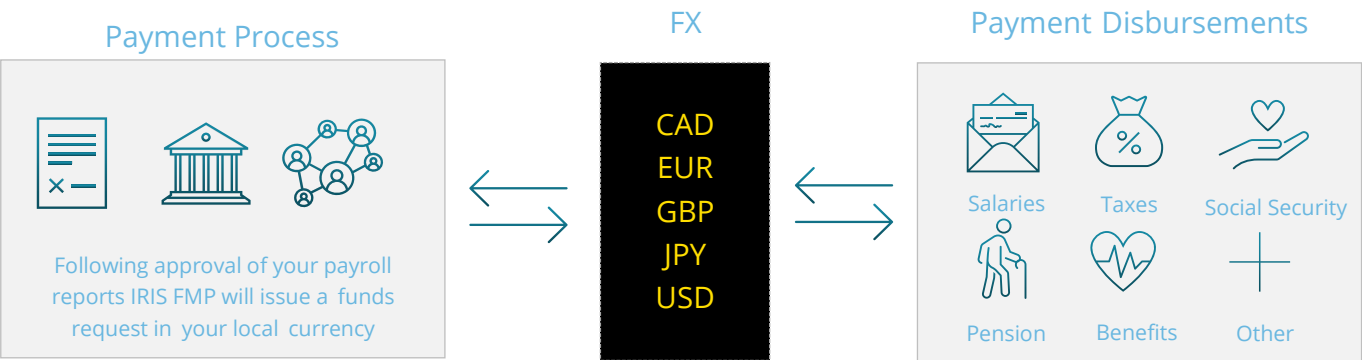 Payment Process
Following approval of your payroll
reports IRIS FMP will issue a funds
request in your local currency
FX
CAD
EUR
GBP
JPY
USD
Payment Disbursements
%
Salaries
Taxes
Social Security
Pension
Benefits
Other